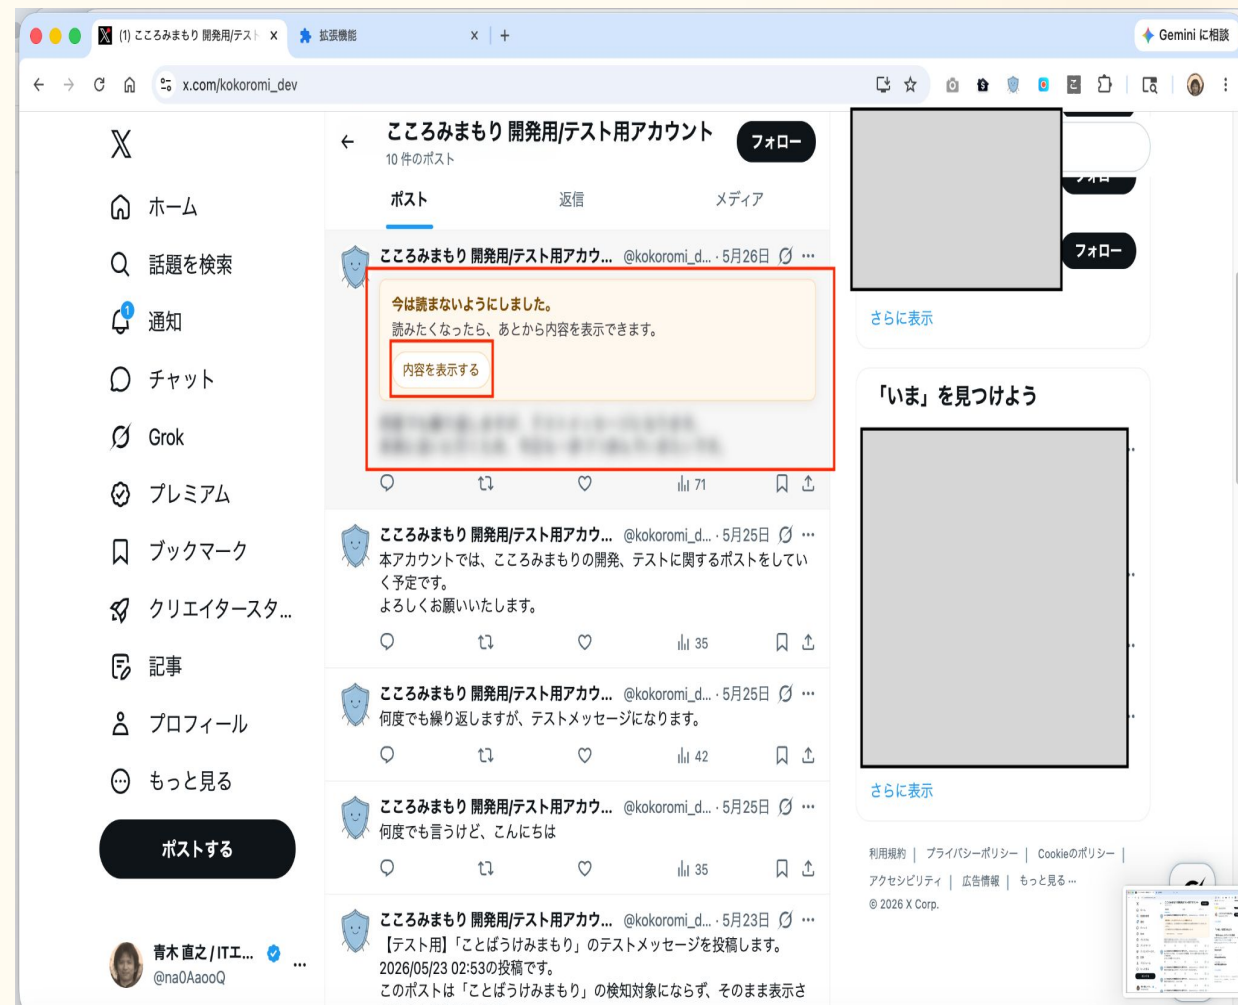 (1) こころみまもり 開発用/テスト
拡張機能
Gemini に相談
x.com/kokoromi_dev
こころみまもり 開発用/テスト用アカウント
10 件のポスト
フォロー
ポスト
返信
メディア
ホーム
話題を検索
1
通知
チャット
Grok
プレミアム
ブックマーク
クリエイタースタ...
記事
プロフィール
もっと見る
ポストする
青木 直之/ITエ...
@na0AaooQ
こころみまもり 開発用/テスト用アカウ... @kokoromi_d... · 5月26日
今は読まないようにしました。
読みたくなったら、あとから内容を表示できます。
内容を表示する
71
こころみまもり 開発用/テスト用アカウ... @kokoromi_d... · 5月25日
本アカウントでは、こころみまもりの開発、テストに関するポストをしてい
く予定です。
よろしくお願いいたします。
35
こころみまもり 開発用/テスト用アカウ... @kokoromi_d... · 5月25日
何度でも繰り返しますが、テストメッセージになります。
42
こころみまもり 開発用/テスト用アカウ... @kokoromi_d... · 5月25日
何度でも言うけど、こんにちは
35
こころみまもり 開発用/テスト用アカウ... @kokoromi_d... · 5月23日
【テスト用】「ことばうけみまもり」のテストメッセージを投稿します。
2026/05/23 02:53の投稿です。
このポストは「ことばうけみまもり」の検知対象にならず、そのまま表示さ
フォロー
さらに表示
「いま」を見つけよう
さらに表示
利用規約 | プライバシーポリシー | Cookieのポリシー |
アクセシビリティ | 広告情報 | もっと見る ...
© 2026 X Corp.